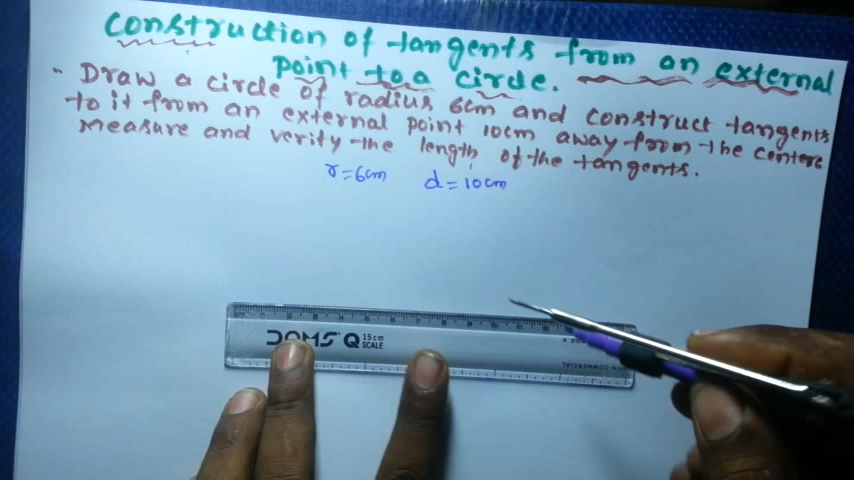 Construction of tangents from an external
point to a circle.
- Draw a circle of radius 6cm and construct tangents
to it from an external point 10cm away from the centere
Measure and verify the length of the tangents.
r=6cm d=10cm
DOMS Q 15cm
SCALE